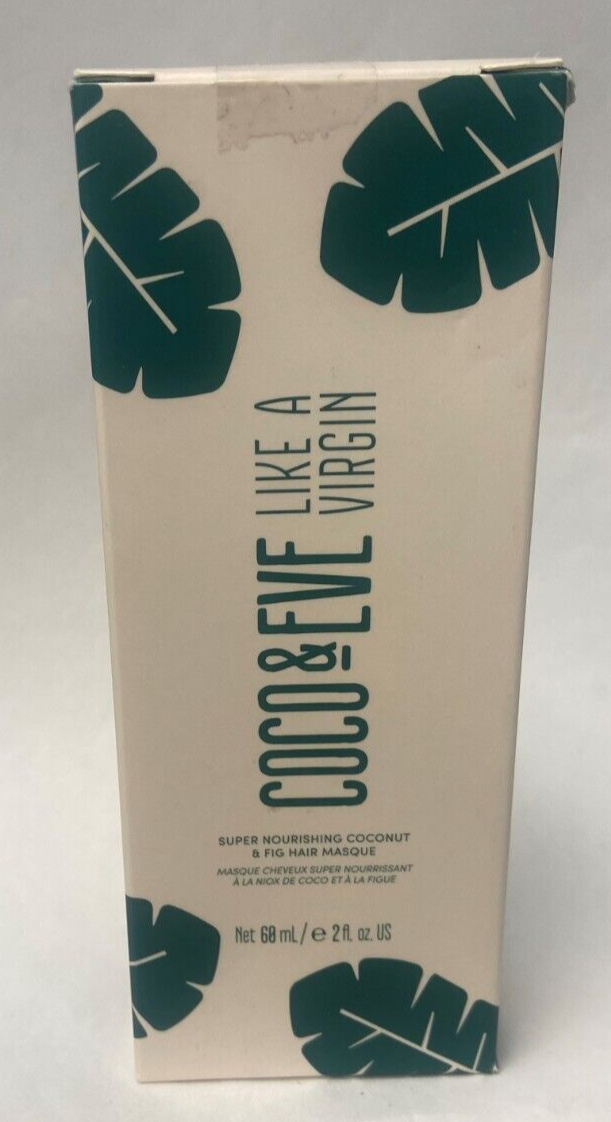 COCO & EVE
LIKE A
VIRGIN
SUPER NOURISHING COCONUT
& FIG HAIR MASQUE
MASQUE CHEVEUX SUPER NOURRISSANT
À LA NIOX DE COCO ET À LA FIGUE
Net 60 mL / e 2 fl. oz. US